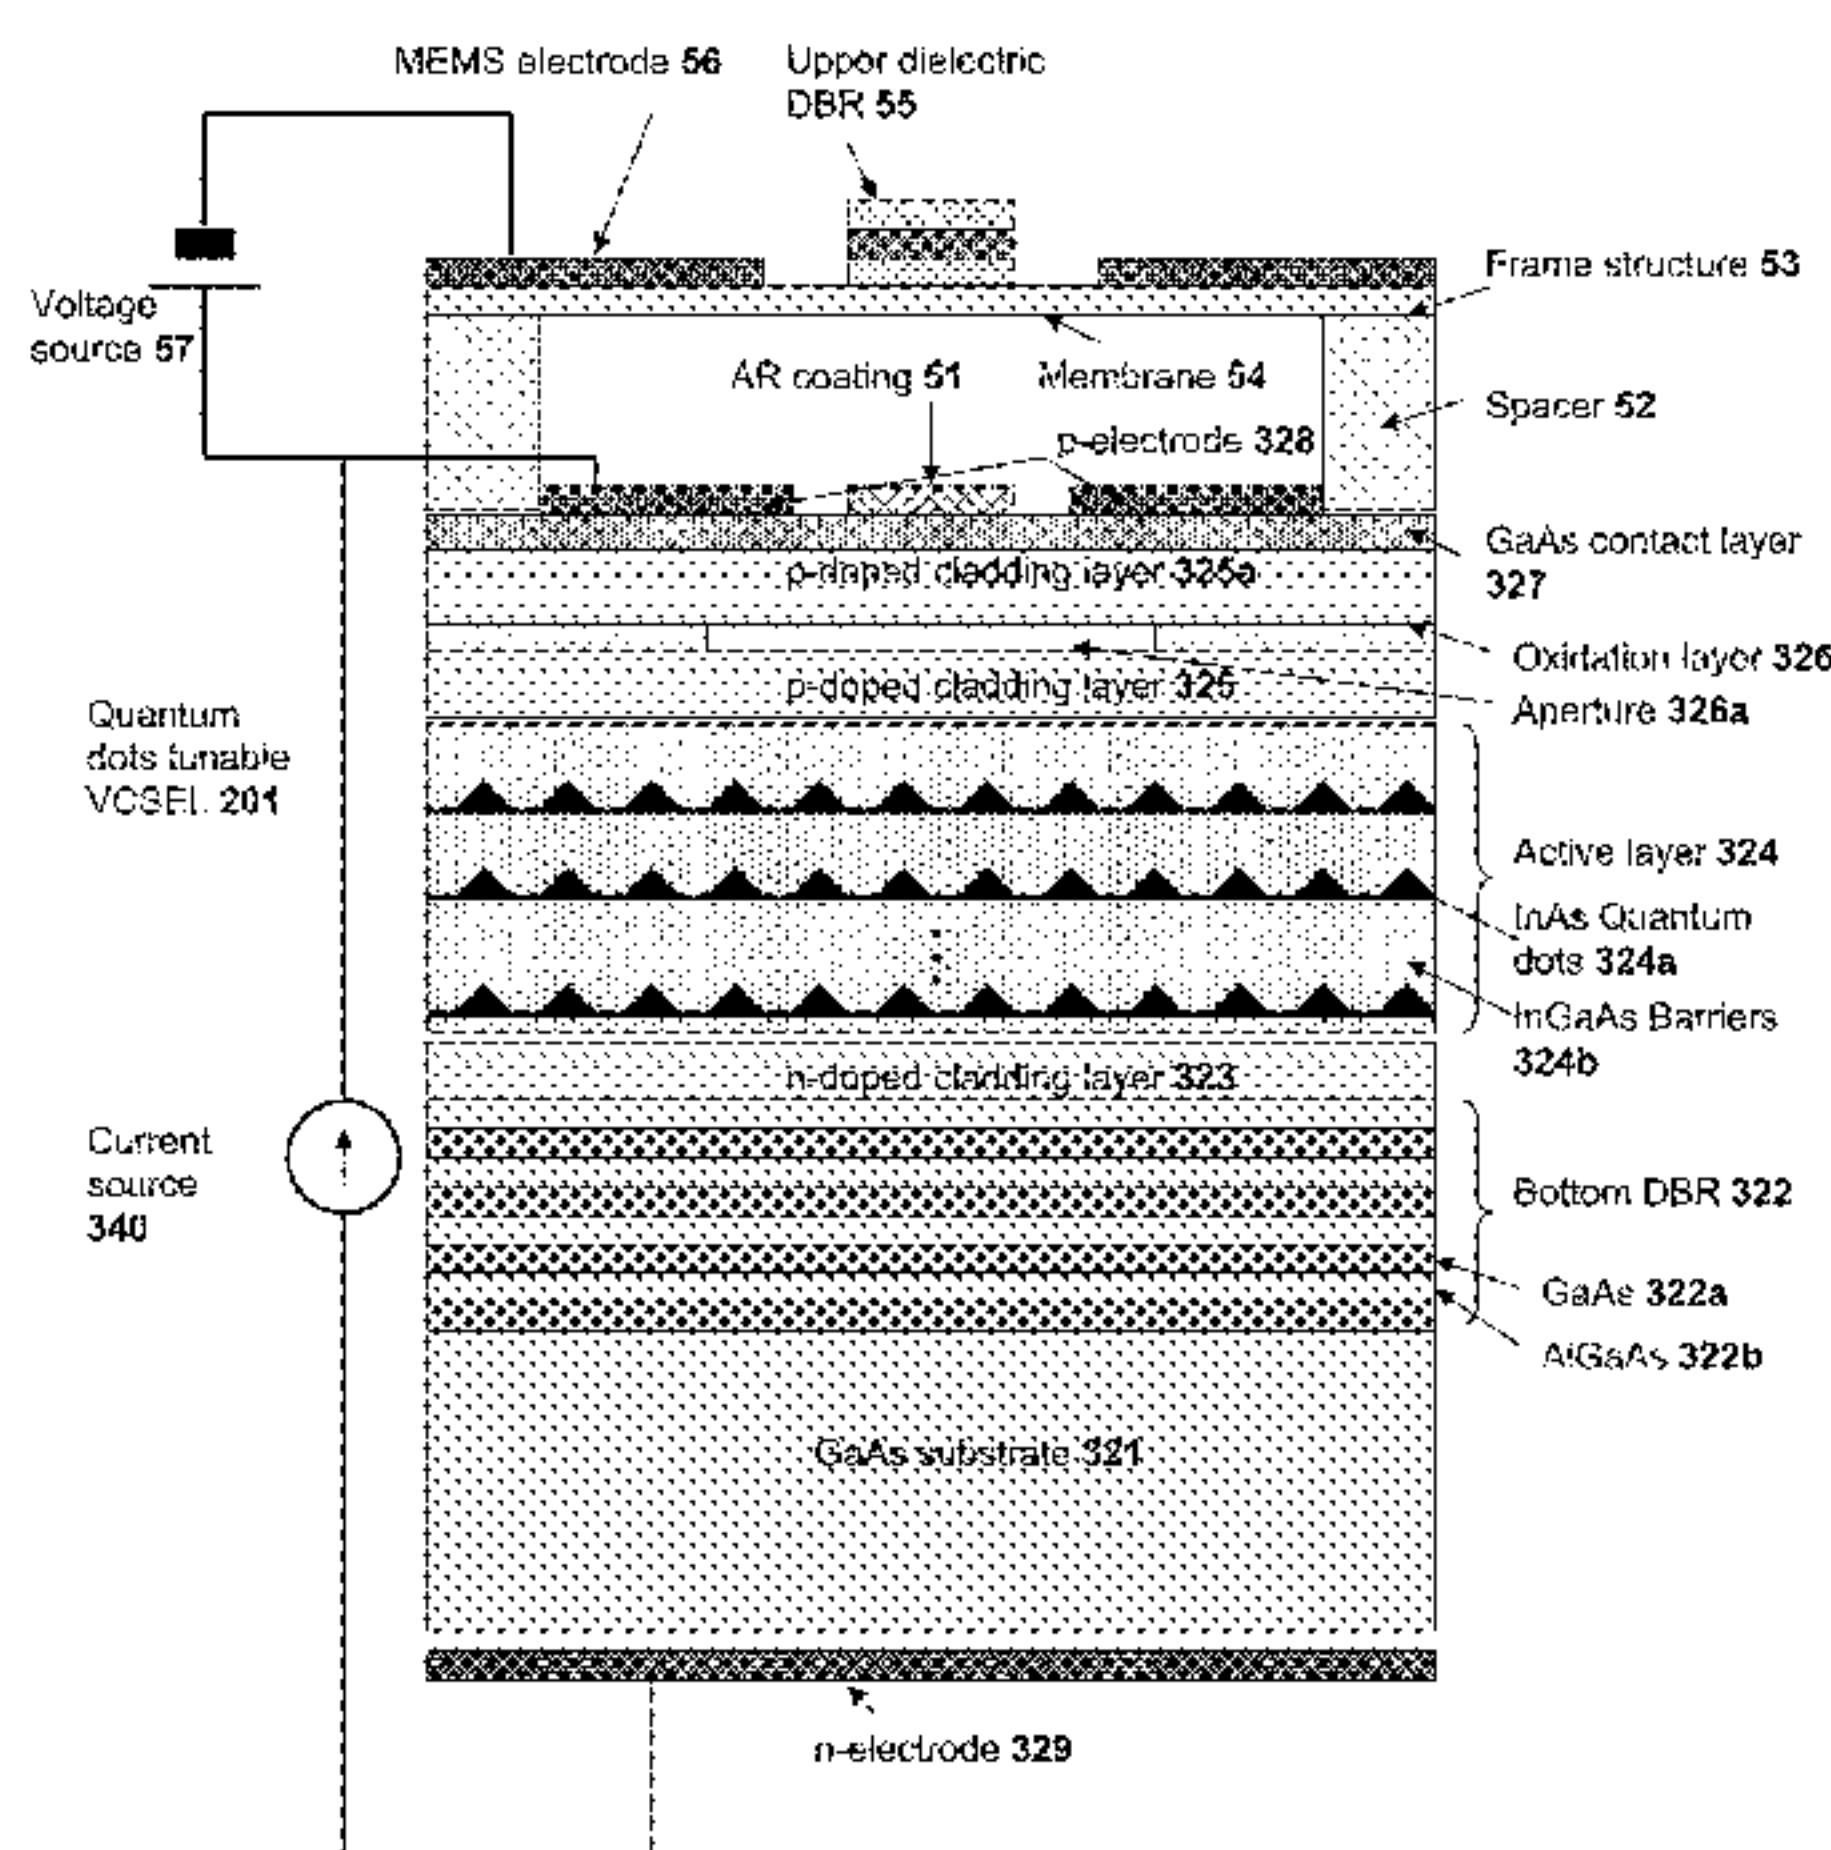 MEMS electrode 56
Upper dielectric
DBR 55
Frame structure 53
Voltage
source 57
AR coating 51
Membrane 54
Spacer 52
p-electrode 328
GaAs contact layer
327
p-doped cladding layer 325a
Oxidation layer 326
p-doped cladding layer 325
Aperture 326a
Quantum
dots tunable
VCSEL 201
Active layer 324
InAs Quantum
dots 324a
InGaAs Barriers
324b
n-doped cladding layer 323
Current
source
340
Bottom DBR 322
GaAs 322a
AlGaAs 322b
GaAs substrate 321
n-electrode 329